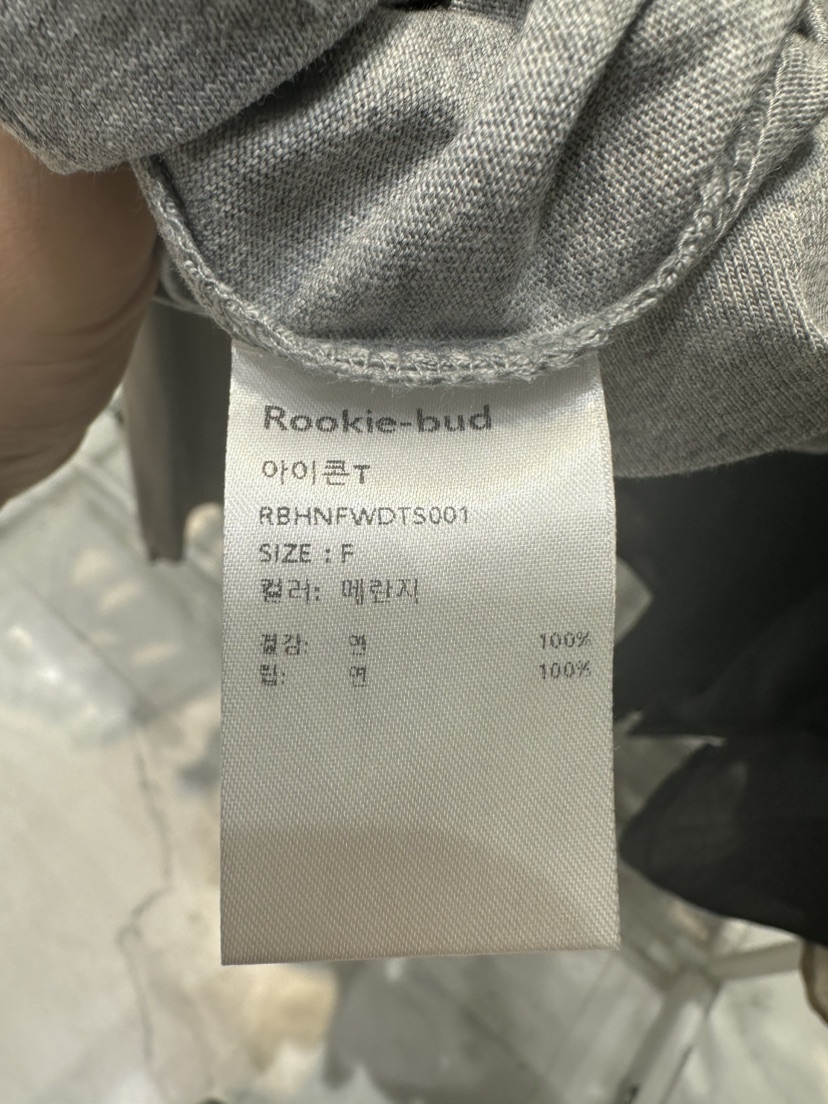 Rookie-bud
아이콘T
RBHNFWDTS001
SIZE : F
컬러: 메란지
겉감: 면 100%
립: 면 100%